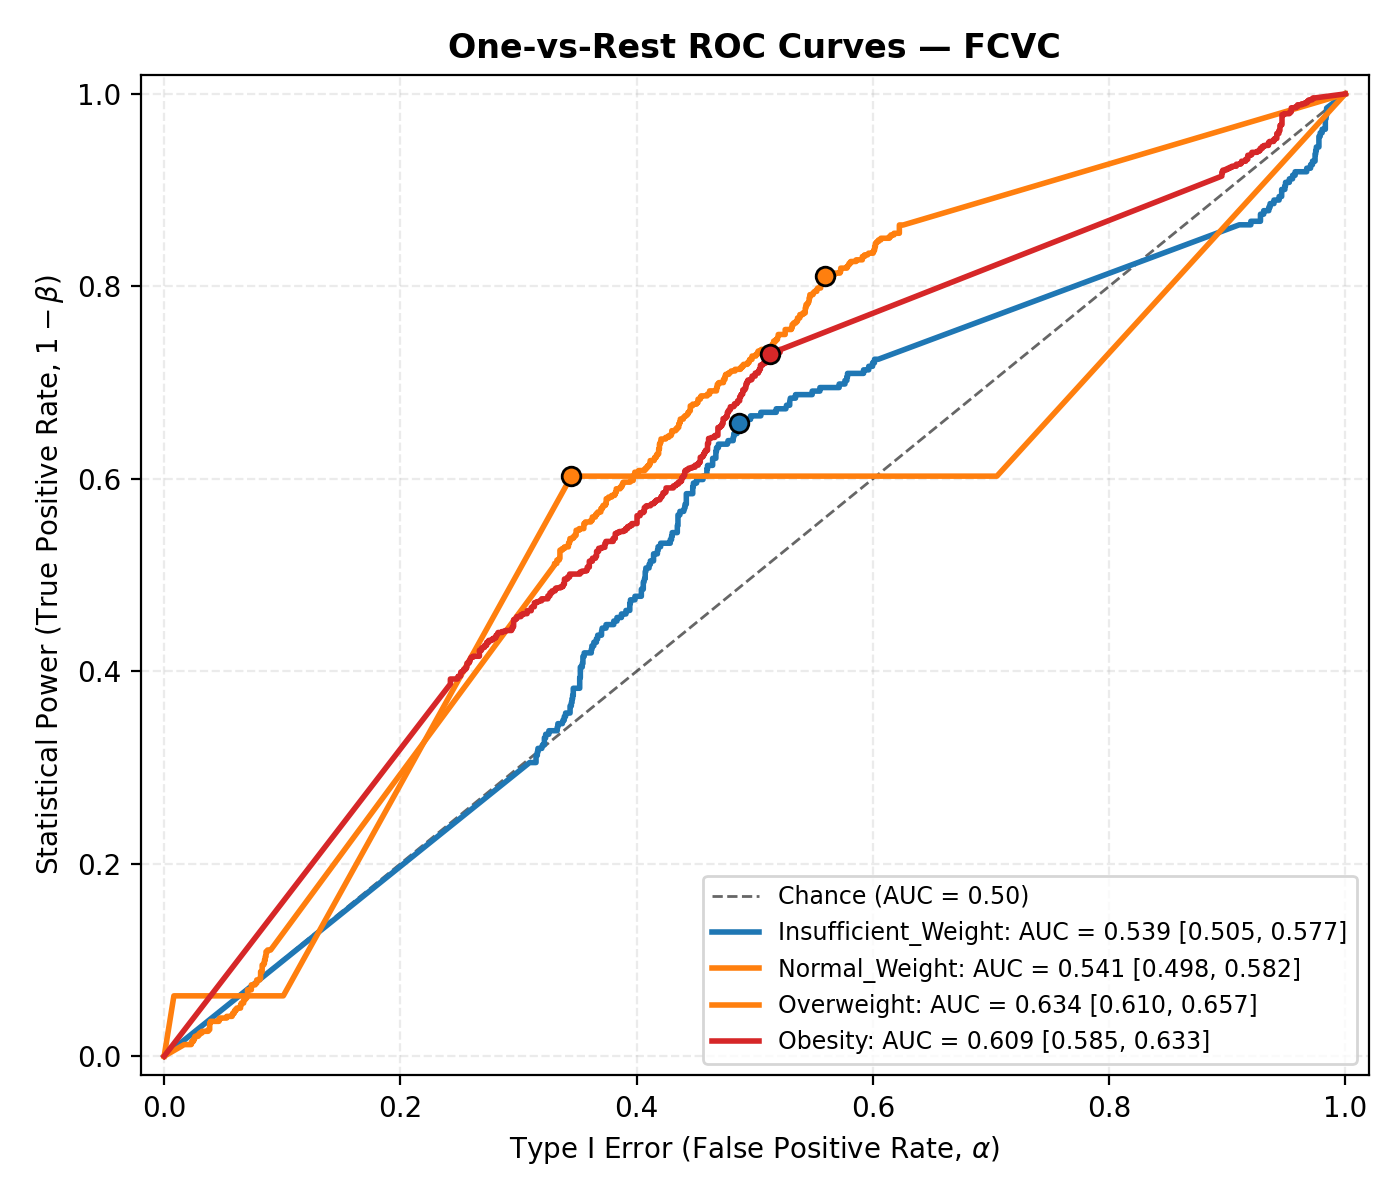 One-vs-Rest ROC Curves — FCVC
Statistical Power (True Positive Rate, 1 − β)
1.0
0.8
0.6
0.4
0.2
0.0
Chance (AUC = 0.50)
Insufficient_Weight: AUC = 0.539 [0.505, 0.577]
Normal_Weight: AUC = 0.541 [0.498, 0.582]
Overweight: AUC = 0.634 [0.610, 0.657]
Obesity: AUC = 0.609 [0.585, 0.633]
0.0 0.2 0.4 0.6 0.8 1.0
Type I Error (False Positive Rate, α)